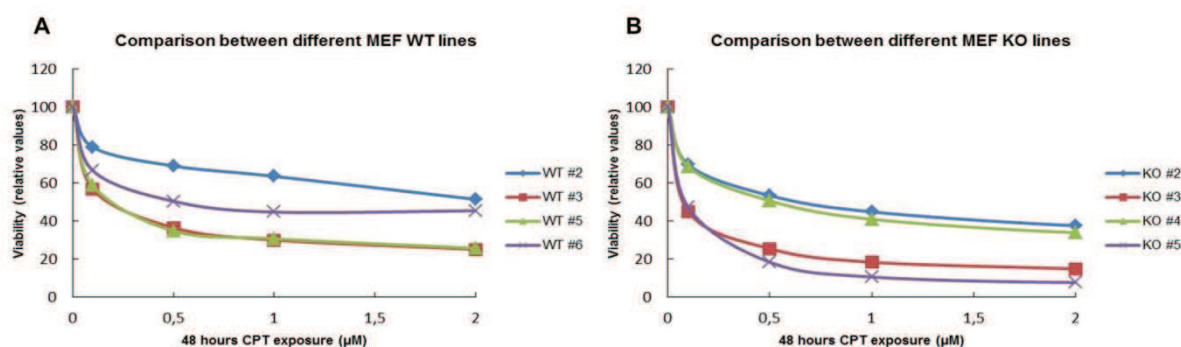 A
Comparison between different MEF WT lines
Viability (relative values)
120
100
80
60
40
20
0
0 0,5 1 1,5 2
48 hours CPT exposure (µM)
WT #2
WT #3
WT #5
WT #6
B
Comparison between different MEF KO lines
Viability (relative values)
120
100
80
60
40
20
0
0 0,5 1 1,5 2
48 hours CPT exposure (µM)
KO #2
KO #3
KO #4
KO #5